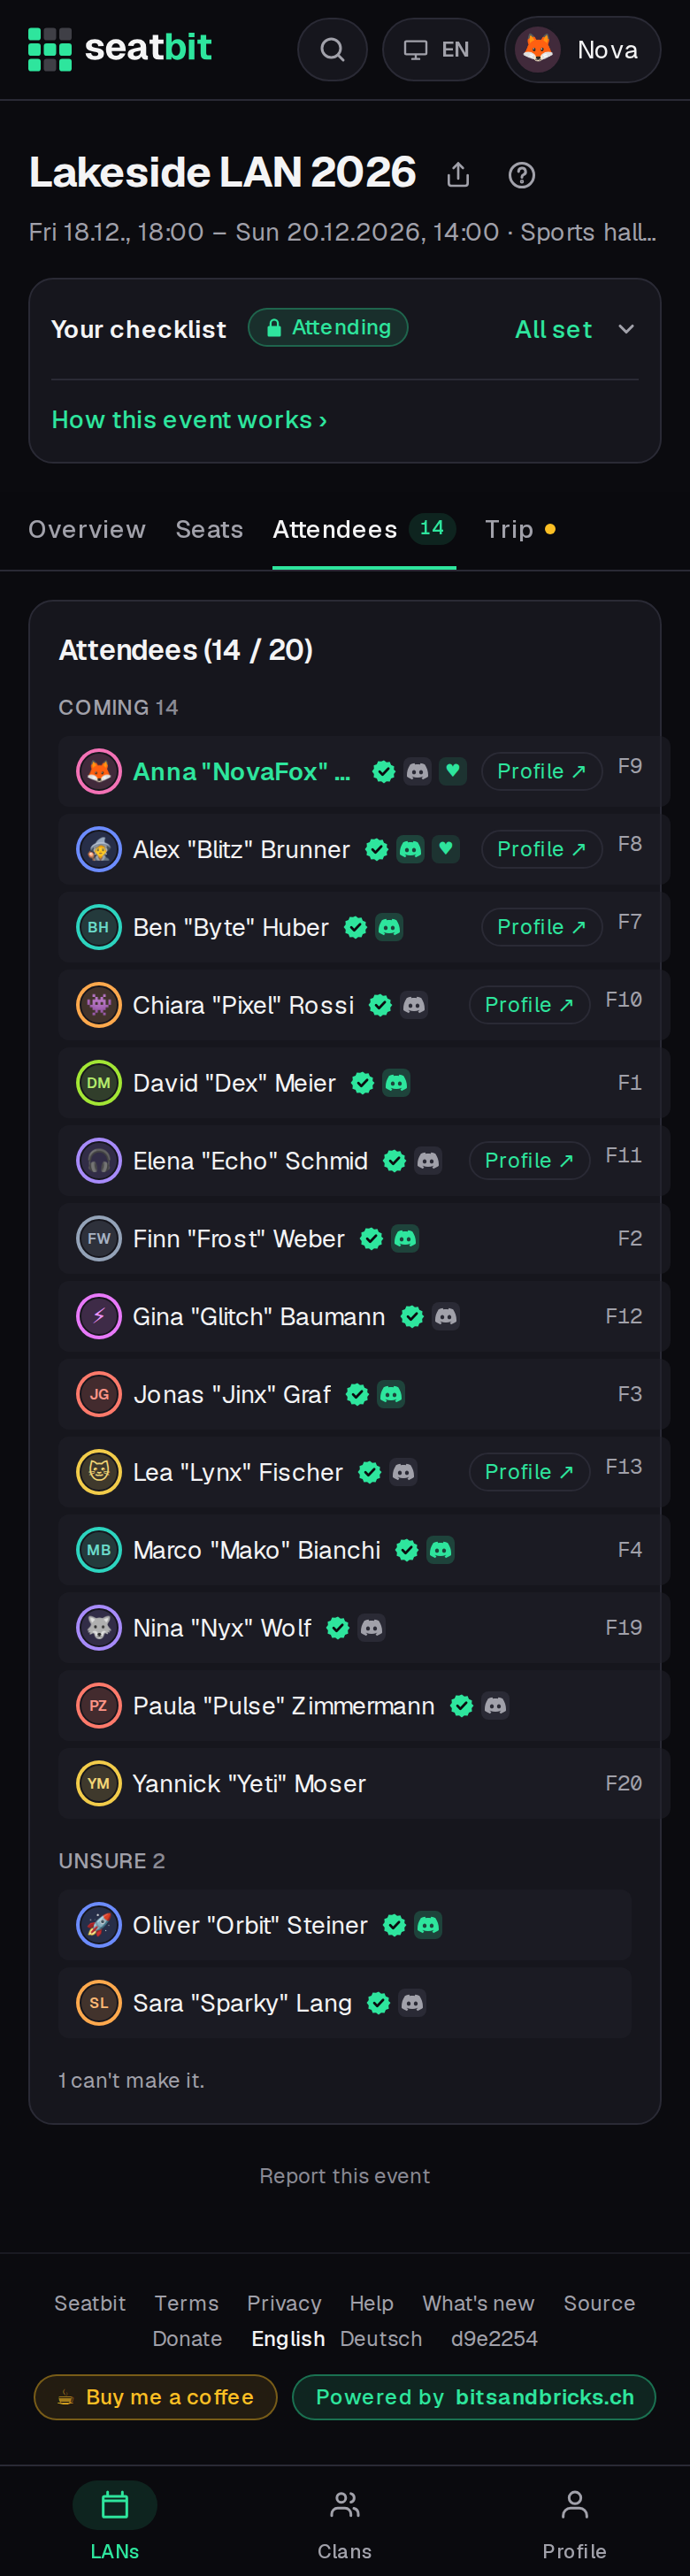 seatbit
EN
Nova
Lakeside LAN 2026
Fri 18.12., 18:00 – Sun 20.12.2026, 14:00 · Sports hall…
Your checklist Attending All set
How this event works ›
Overview Seats Attendees 14 Trip
Attendees (14 / 20)
COMING 14
Anna "NovaFox" … Profile ↗ F9
Alex "Blitz" Brunner Profile ↗ F8
BH Ben "Byte" Huber Profile ↗ F7
Chiara "Pixel" Rossi Profile ↗ F10
DM David "Dex" Meier F1
Elena "Echo" Schmid Profile ↗ F11
FW Finn "Frost" Weber F2
Gina "Glitch" Baumann F12
JG Jonas "Jinx" Graf F3
Lea "Lynx" Fischer Profile ↗ F13
MB Marco "Mako" Bianchi F4
Nina "Nyx" Wolf F19
PZ Paula "Pulse" Zimmermann
YM Yannick "Yeti" Moser F20
UNSURE 2
Oliver "Orbit" Steiner
SL Sara "Sparky" Lang
1 can't make it.
Report this event
Seatbit Terms Privacy Help What's new Source
Donate English Deutsch d9e2254
Buy me a coffee Powered by bitsandbricks.ch
LANs Clans Profile